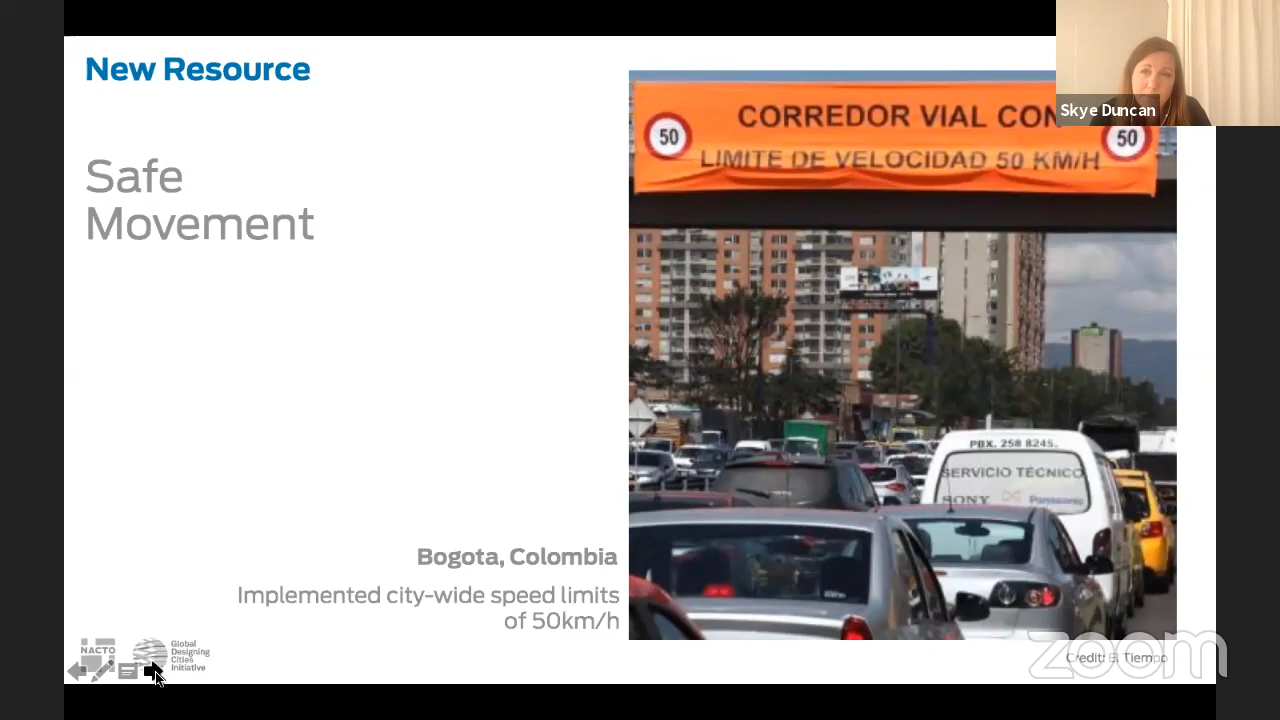 New Resource
Skye Duncan
CORREDOR VIAL CON
50
50
LIMITE DE VELOCIDAD 50 KM/H
Safe
Movement
PBX. 258 8245.
SERVICIO TÉCNICO
SONY
Panasonic
Bogota, Colombia
Implemented city-wide speed limits
of 50km/h
NACTO
Global
Designing
Cities
Initiative
Credit: El Tiempo
zoom